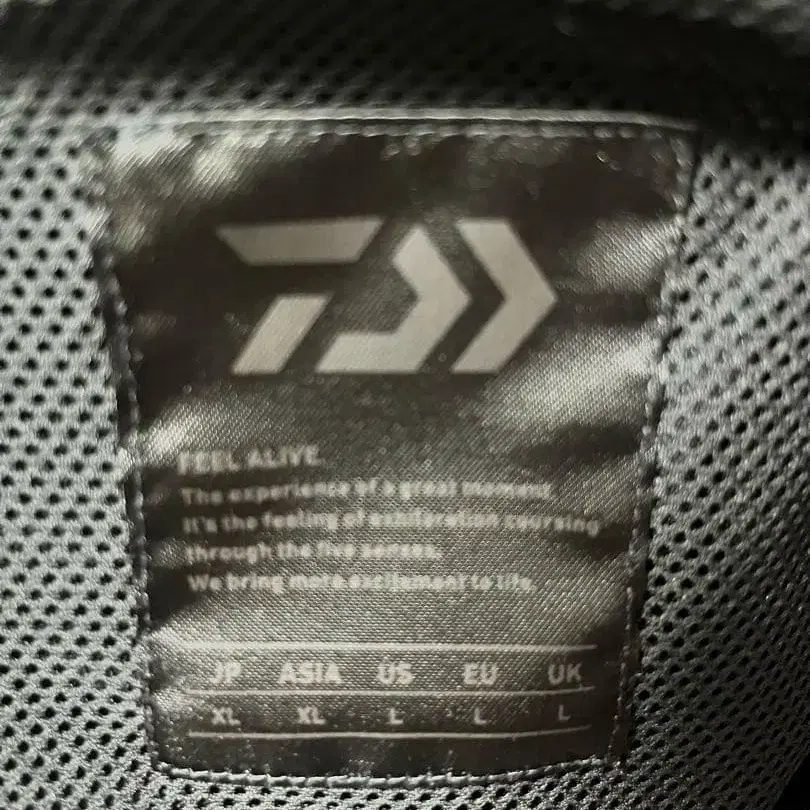 FEEL ALIVE.
The experience of a great moment.
It's the feeling of exhilaration coursing
through the five senses.
We bring more excitement to life.
JP ASIA US EU UK
XL XL L L L